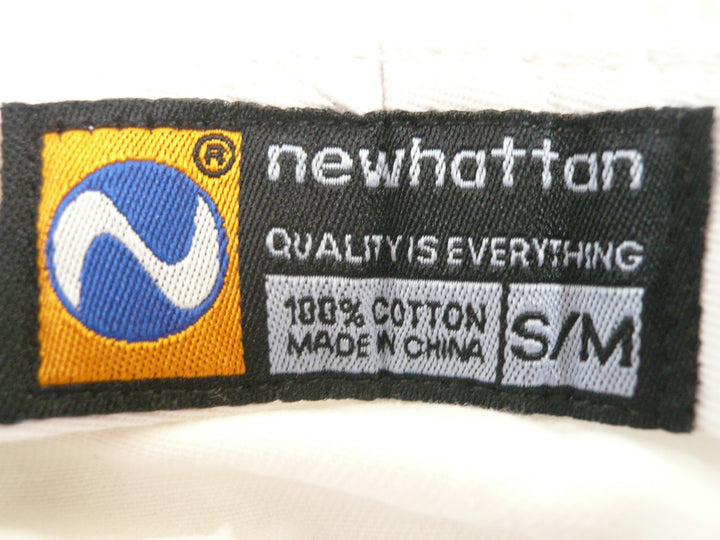 ®
newhattan
QUALITY IS EVERYTHING
100% COTTON
MADE IN CHINA
S/M